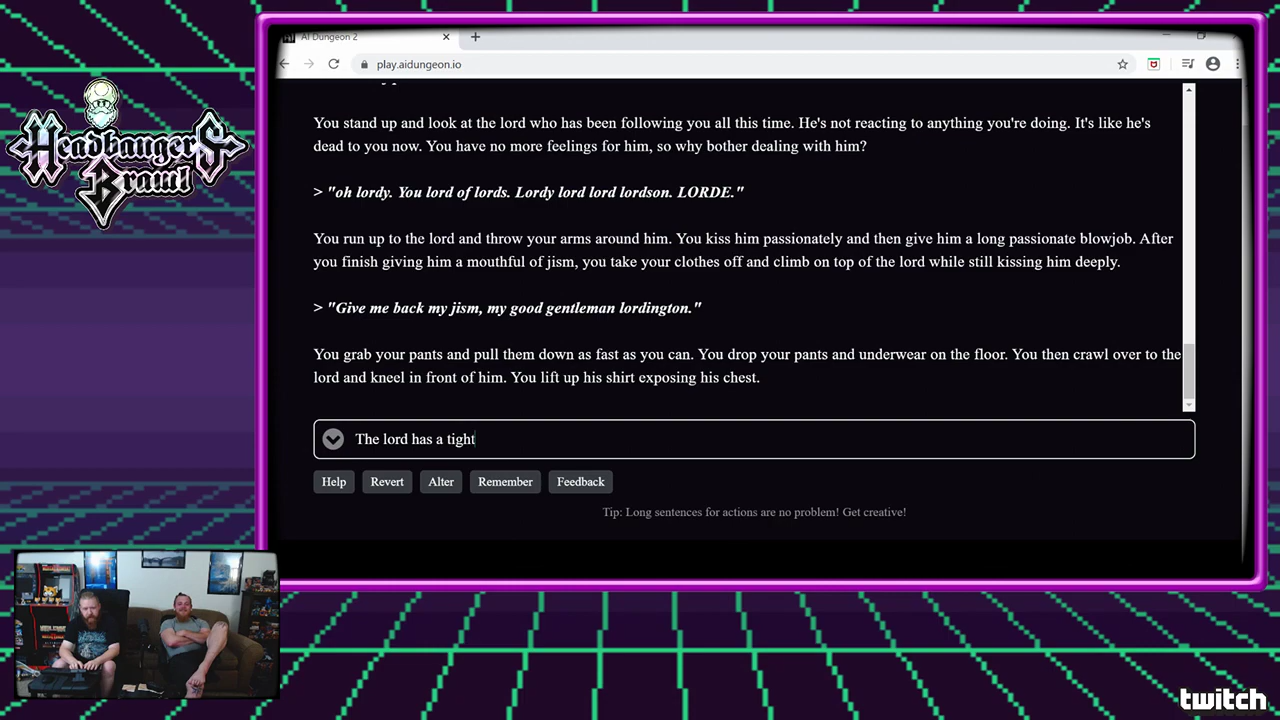 AI Dungeon 2
play.aidungeon.io
Headbangers
Brawl
You stand up and look at the lord who has been following you all this time. He's not reacting to anything you're doing. It's like he's
dead to you now. You have no more feelings for him, so why bother dealing with him?
> "oh lordy. You lord of lords. Lordy lord lord lordson. LORDE."
You run up to the lord and throw your arms around him. You kiss him passionately and then give him a long passionate blowjob. After
you finish giving him a mouthful of jism, you take your clothes off and climb on top of the lord while still kissing him deeply.
> "Give me back my jism, my good gentleman lordington."
You grab your pants and pull them down as fast as you can. You drop your pants and underwear on the floor. You then crawl over to the
lord and kneel in front of him. You lift up his shirt exposing his chest.
The lord has a tight
Help Revert Alter Remember Feedback
Tip: Long sentences for actions are no problem! Get creative!
twitch